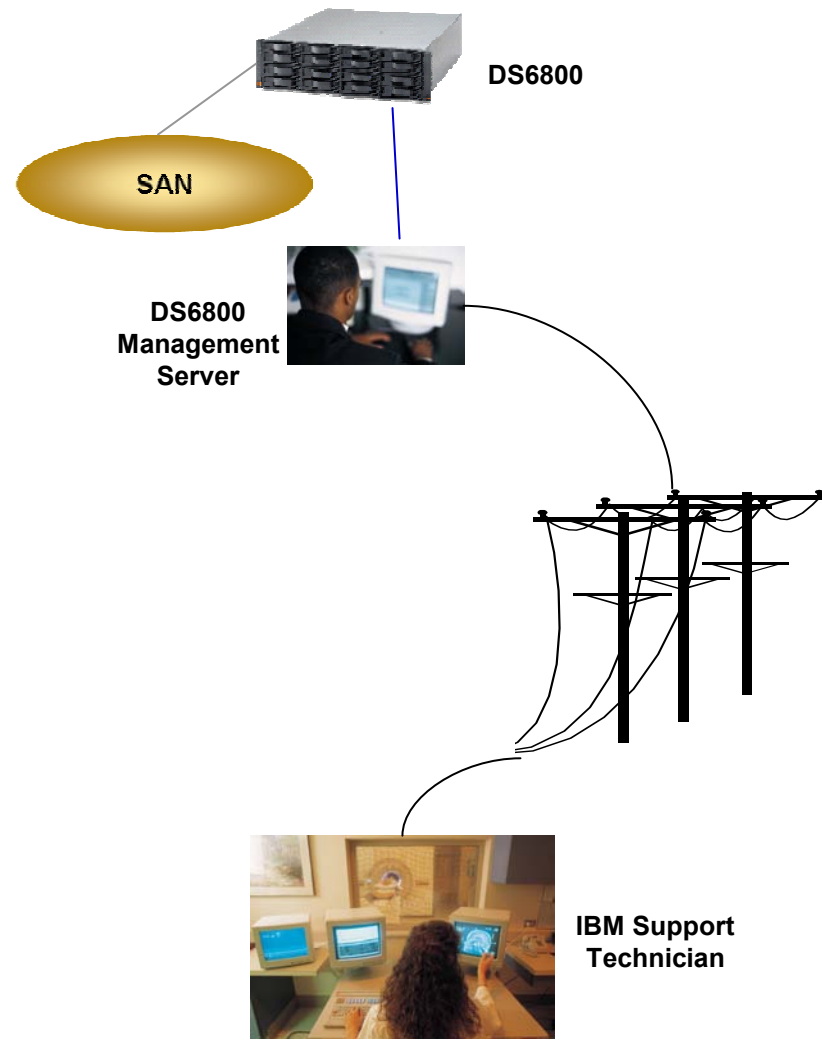 DS6800
SAN
DS6800
Management
Server
IBM Support
Technician